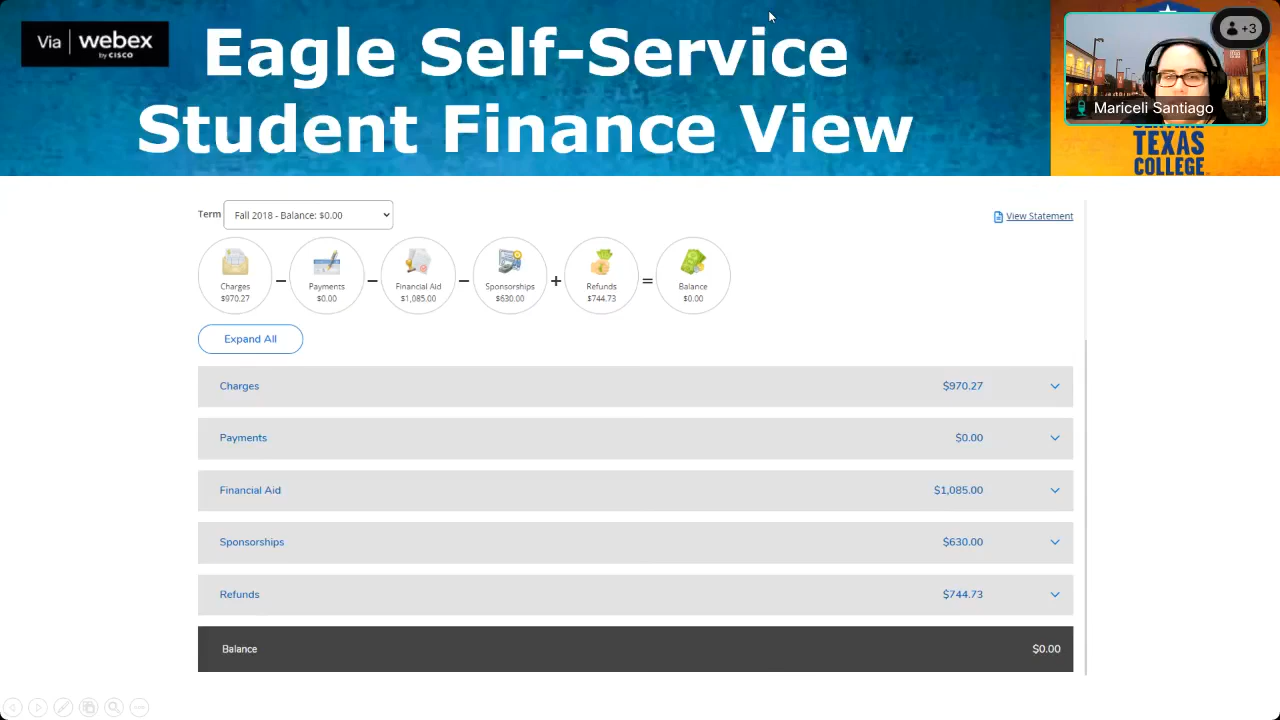 Via webex
by CISCO
Eagle Self-Service
Student Finance View
+3
Mariceli Santiago
TEXAS
COLLEGE
Term Fall 2018 - Balance: $0.00
View Statement
Charges
$970.27
Payments
$0.00
Financial Aid
$1,085.00
Sponsorships
$630.00
Refunds
$744.73
Balance
$0.00
Expand All
Charges $970.27
Payments $0.00
Financial Aid $1,085.00
Sponsorships $630.00
Refunds $744.73
Balance $0.00